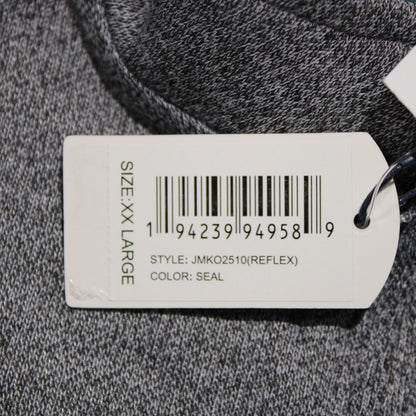 SIZE:XX LARGE
1 94239 94958 9
STYLE: JMKO2510(REFLEX)
COLOR: SEAL